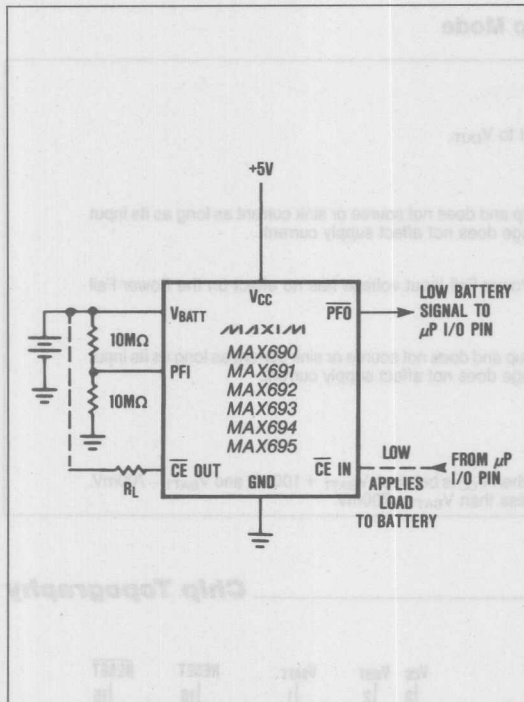 +5V
VCC
VBATT
PFO
LOW BATTERY
SIGNAL TO
µP I/O PIN
MAXIM
10MΩ
MAX690
MAX691
PFI
MAX692
10MΩ
MAX693
MAX694
MAX695
LOW
CE OUT
CE IN
FROM µP
I/O PIN
RL
GND
APPLIES
LOAD
TO BATTERY
Chip Topography